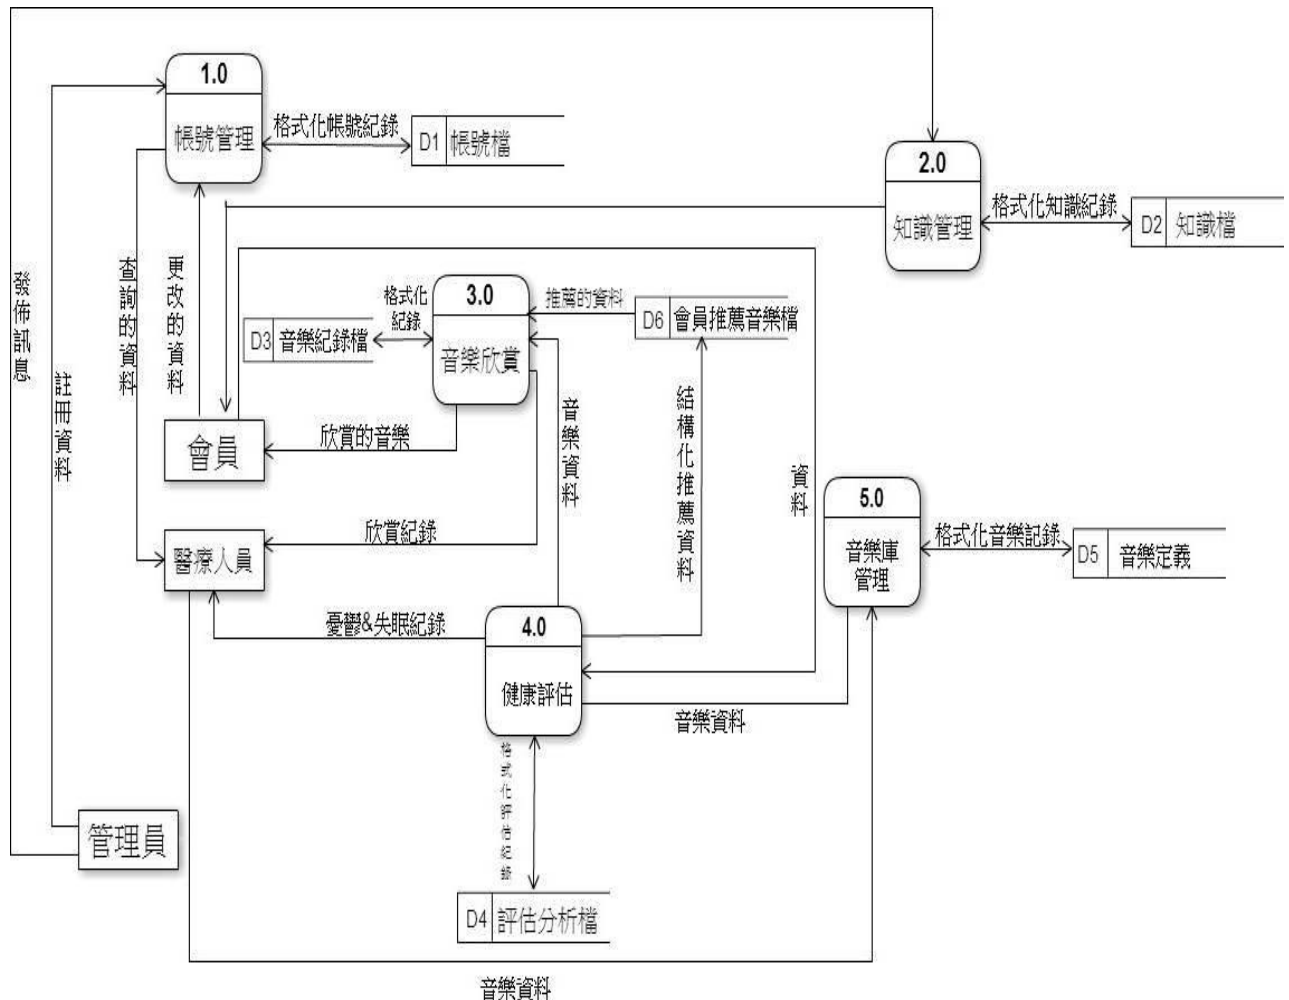 1.0
帳號管理
格式化帳號紀錄
D1 帳號檔
2.0
知識管理
格式化知識紀錄
D2 知識檔
發佈訊息
註冊資料
查詢的資料
更改的資料
格式化
紀錄
3.0
音樂欣賞
推薦的資料
D6 會員推薦音樂檔
D3 音樂紀錄檔
會員
欣賞的音樂
音樂資料
結構化推薦資料
資料
5.0
音樂庫
管理
格式化音樂記錄
D5 音樂定義
醫療人員
欣賞紀錄
憂鬱&失眠紀錄
4.0
健康評估
音樂資料
格式化評估紀錄
管理員
D4 評估分析檔
音樂資料